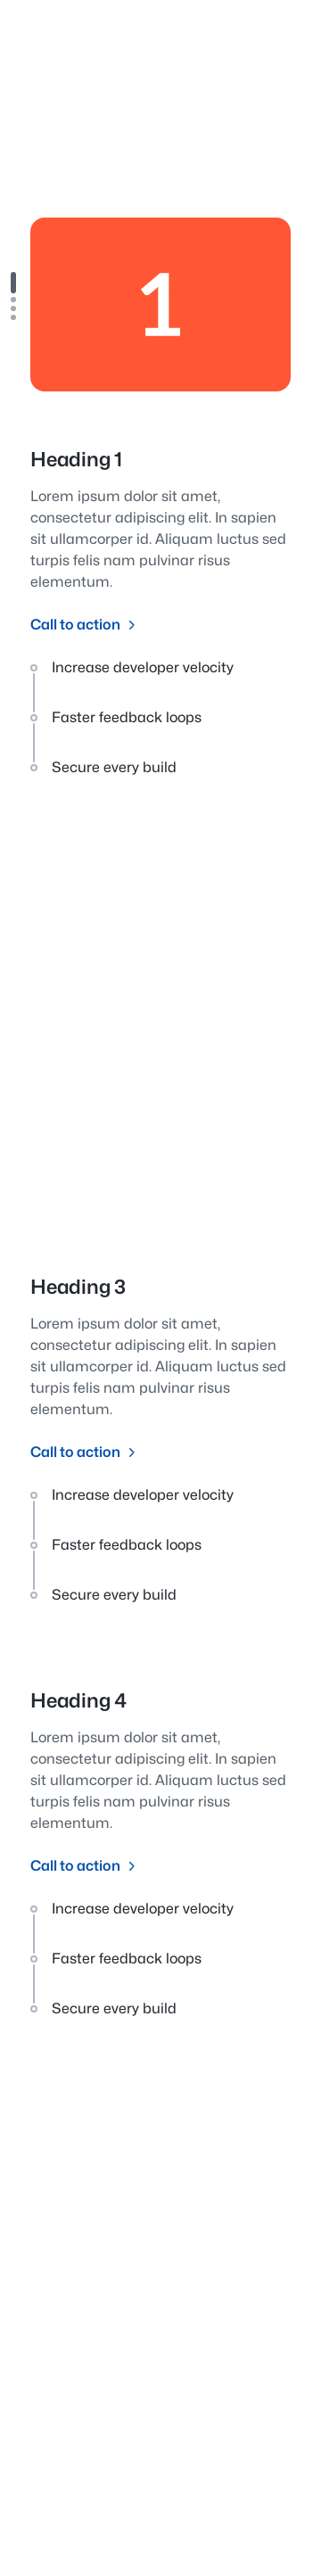 1
Heading 1
Lorem ipsum dolor sit amet,
consectetur adipiscing elit. In sapien
sit ullamcorper id. Aliquam luctus sed
turpis felis nam pulvinar risus
elementum.
Call to action
Increase developer velocity
Faster feedback loops
Secure every build
Heading 3
Lorem ipsum dolor sit amet,
consectetur adipiscing elit. In sapien
sit ullamcorper id. Aliquam luctus sed
turpis felis nam pulvinar risus
elementum.
Call to action
Increase developer velocity
Faster feedback loops
Secure every build
Heading 4
Lorem ipsum dolor sit amet,
consectetur adipiscing elit. In sapien
sit ullamcorper id. Aliquam luctus sed
turpis felis nam pulvinar risus
elementum.
Call to action
Increase developer velocity
Faster feedback loops
Secure every build